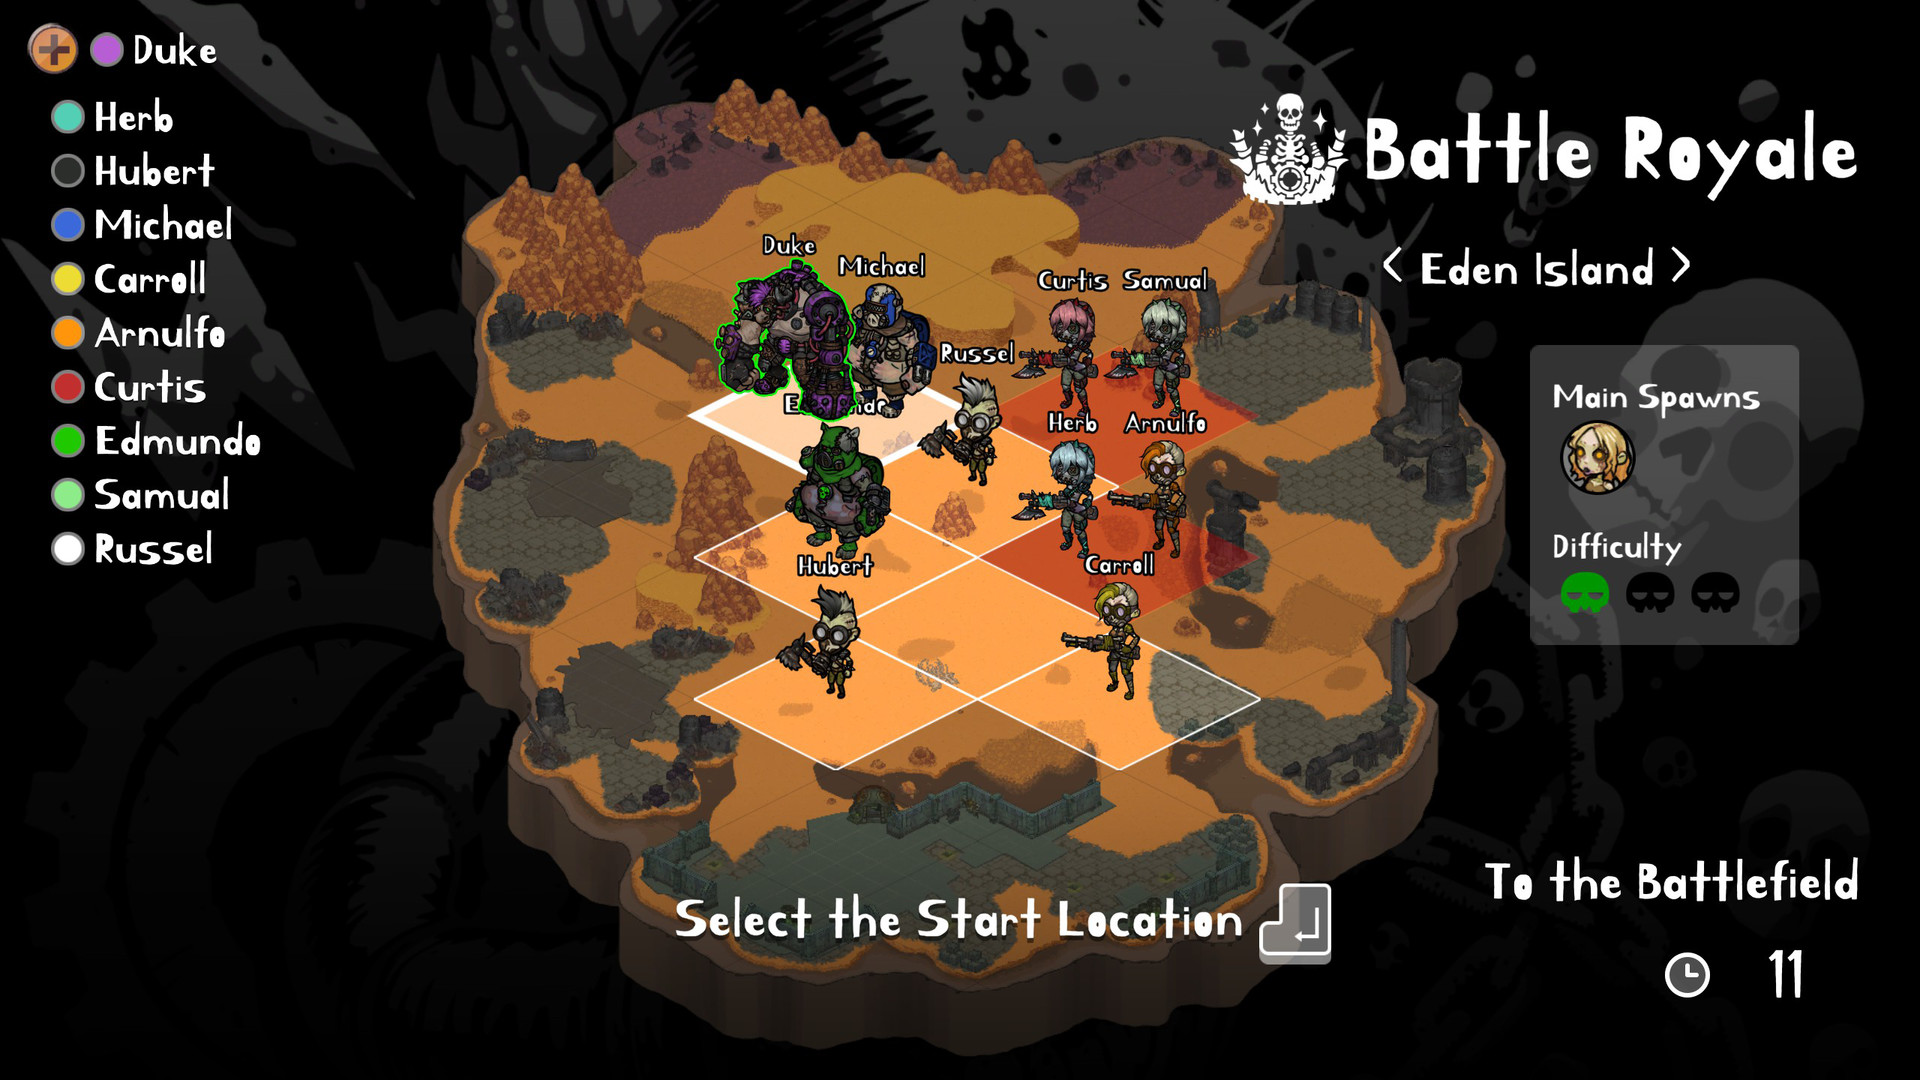 Duke
Herb
Hubert
Michael
Carroll
Arnulfo
Curtis
Edmundo
Samual
Russel
Battle Royale
< Eden Island >
Main Spawns
Difficulty
Duke
Michael
Curtis
Samual
Russel
Herb
Arnulfo
Hubert
Carroll
Select the Start Location
To the Battlefield
11